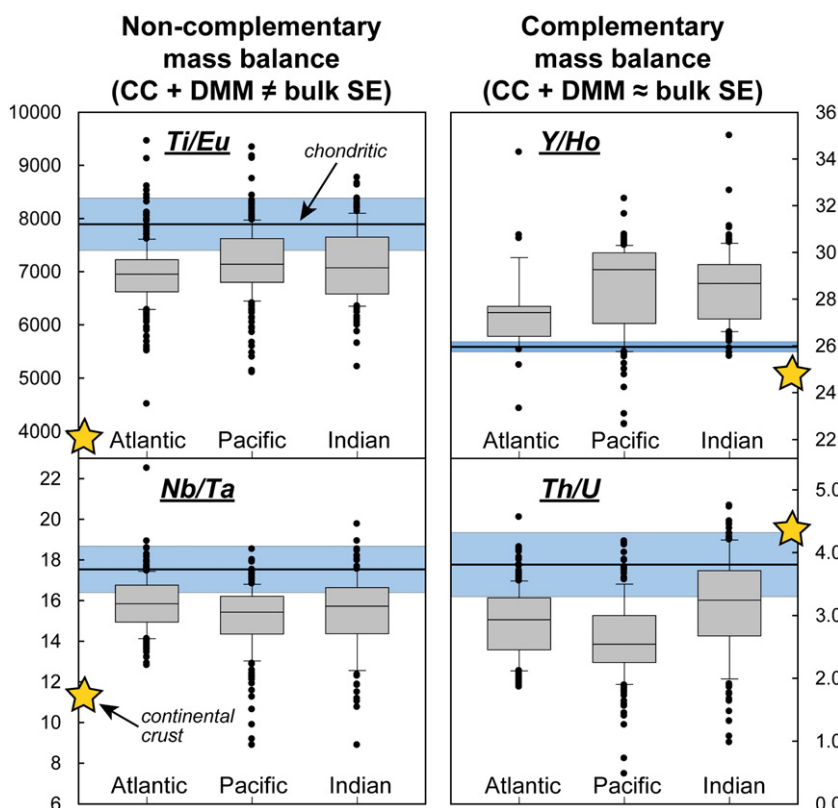 Non-complementary
mass balance
(CC + DMM ≠ bulk SE)
Complementary
mass balance
(CC + DMM ≈ bulk SE)
10000
9000
8000
7000
6000
5000
4000
Ti/Eu
chondritic
Atlantic Pacific Indian
Y/Ho
Atlantic Pacific Indian
36
34
32
30
28
26
24
22
22
20
18
16
14
12
10
8
6
Nb/Ta
continental
crust
Atlantic Pacific Indian
Th/U
Atlantic Pacific Indian
5.0
4.0
3.0
2.0
1.0
0.0